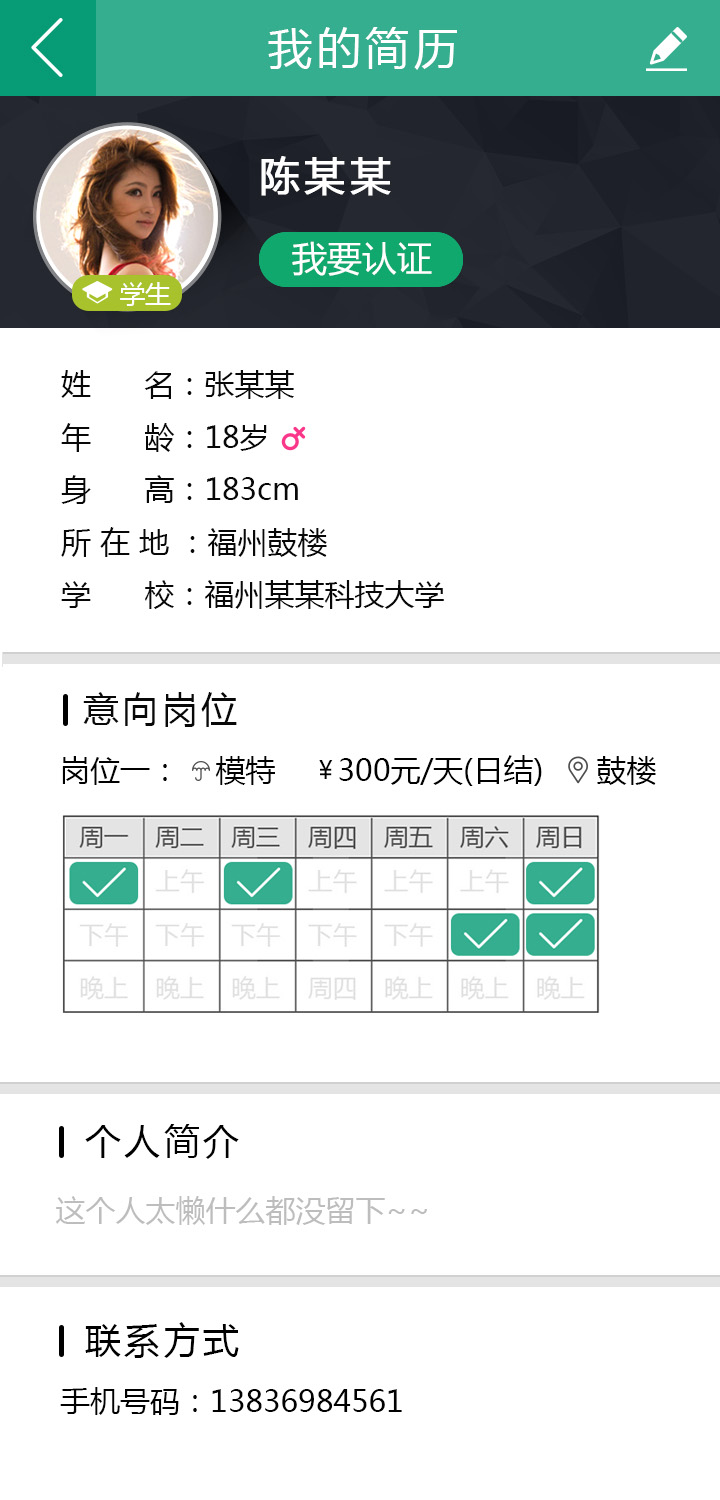 我的简历
陈某某
我要认证
学生
姓 名：张某某
年 龄：18岁
身 高：183cm
所在地：福州鼓楼
学 校：福州某某科技大学
意向岗位
岗位一： 模特 ¥300元/天(日结) 鼓楼
周一 周二 周三 周四 周五 周六 周日
上午 上午 上午 上午
下午 下午 下午 下午 下午
晚上 晚上 晚上 周四 晚上 晚上 晚上
个人简介
这个人太懒什么都没留下~~
联系方式
手机号码：13836984561